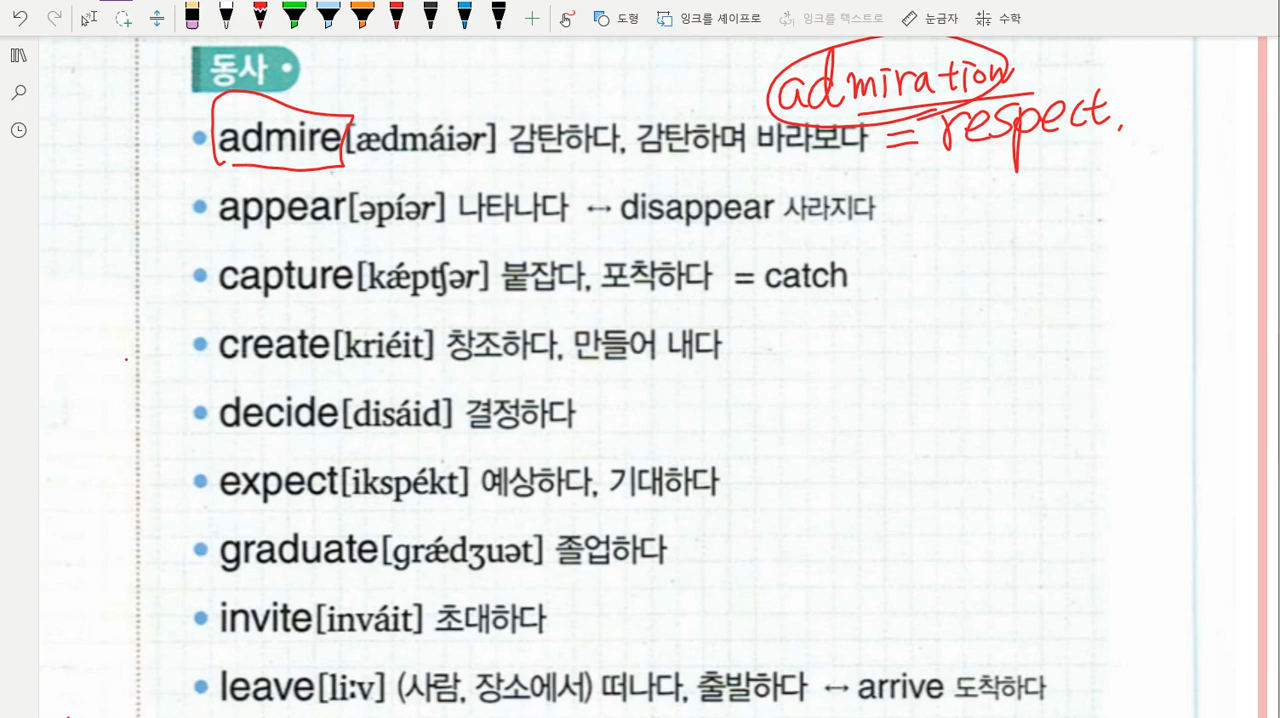 도형 잉크를 셰이프로 잉크를 텍스트로 눈금자 수학
동사
admiration
admire[ædmáiər] 감탄하다, 감탄하며 바라보다 = respect.
appear[əpíər] 나타나다 ↔ disappear 사라지다
capture[kǽptʃər] 붙잡다, 포착하다 = catch
create[kriéit] 창조하다, 만들어 내다
decide[disáid] 결정하다
expect[ikspékt] 예상하다, 기대하다
graduate[grǽdʒuət] 졸업하다
invite[inváit] 초대하다
leave[liːv] (사람, 장소에서) 떠나다, 출발하다 ↔ arrive 도착하다